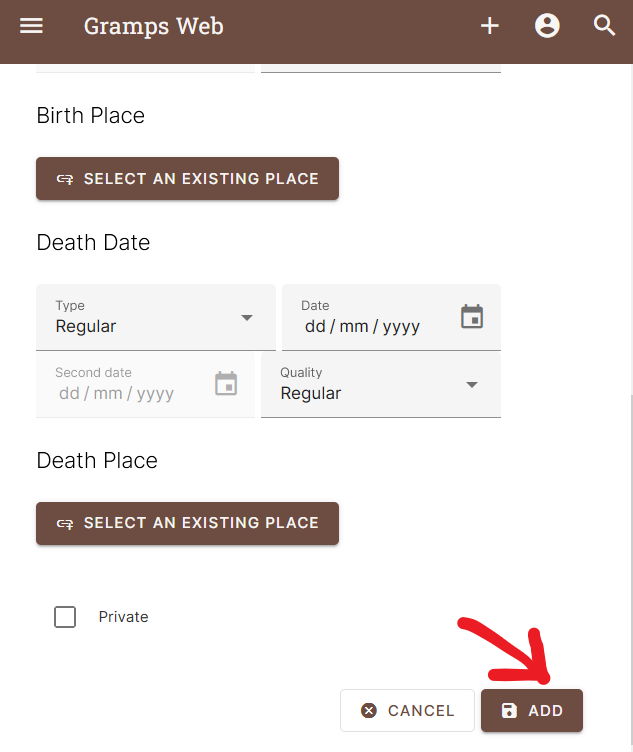 Gramps Web
Birth Place
SELECT AN EXISTING PLACE
Death Date
Type
Regular
Date
dd / mm / yyyy
Second date
dd / mm / yyyy
Quality
Regular
Death Place
SELECT AN EXISTING PLACE
Private
CANCEL
ADD